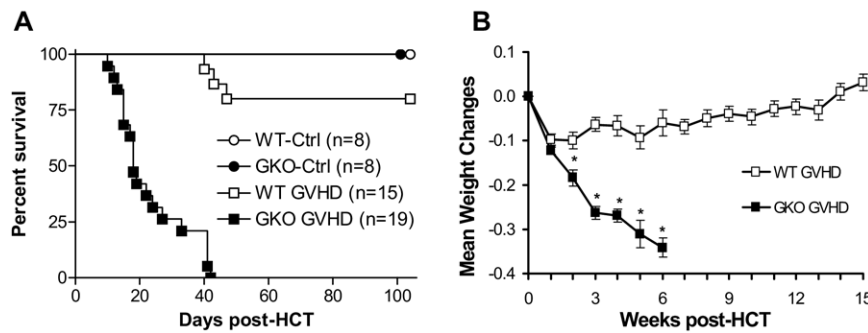 A
Percent survival
100
75
50
25
0
0 20 40 60 80 100
Days post-HCT
WT-Ctrl (n=8)
GKO-Ctrl (n=8)
WT GVHD (n=15)
GKO GVHD (n=19)
B
Mean Weight Changes
0.1
0.0
-0.1
-0.2
-0.3
-0.4
* * * * *
0 3 6 9 12 15
Weeks post-HCT
WT GVHD
GKO GVHD